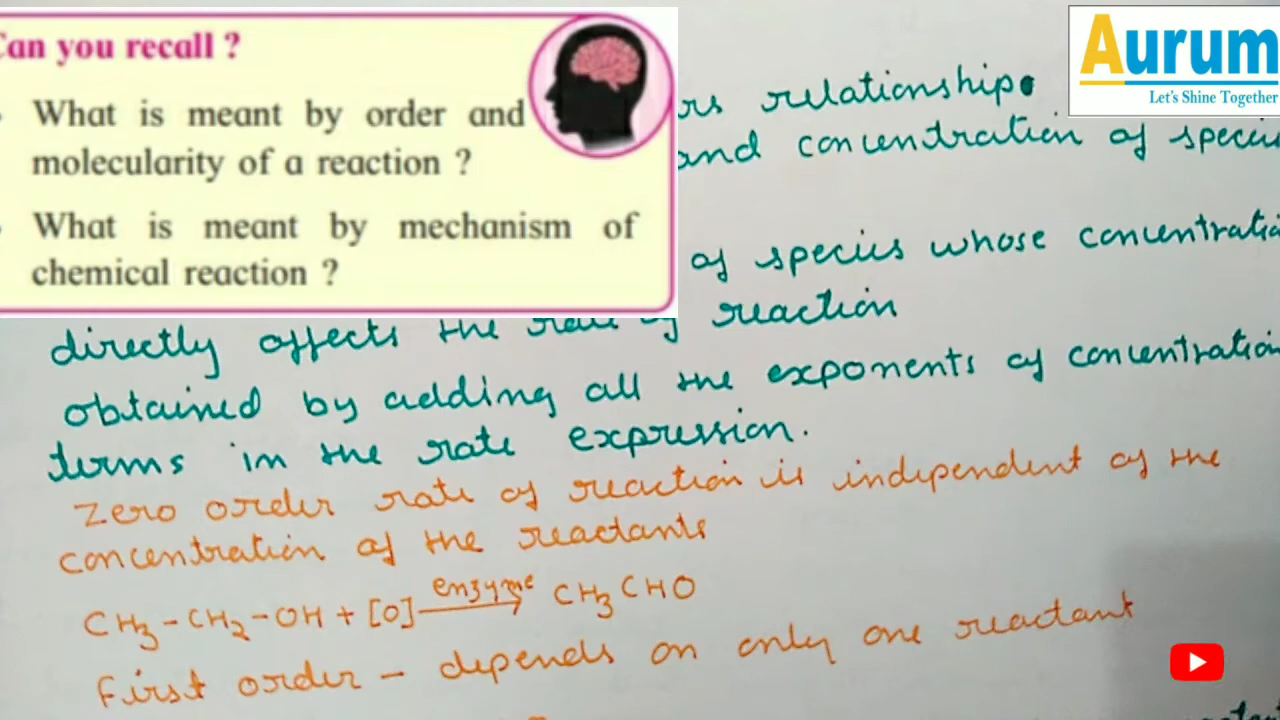 Can you recall ?
What is meant by order and
molecularity of a reaction ?
What is meant by mechanism of
chemical reaction ?
Aurum
Let's Shine Together
relationship
and concentration of
of species whose
directly affects the rate of reaction
obtained by adding all the exponents of concentration
terms in the rate expression.
Zero order rate of reaction is independent of the
concentration of the reactants
CH₃-CH₂-OH + [O] enzyme → CH₃CHO
First order - depends on only one reactant